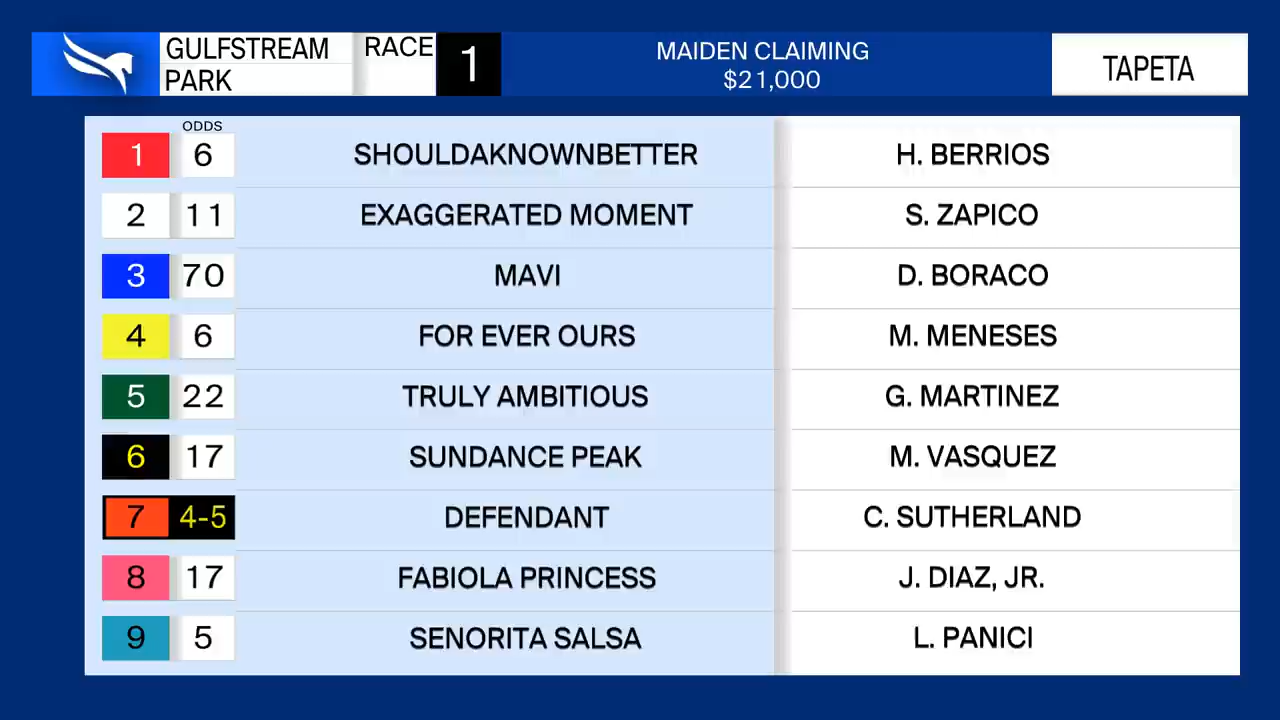 GULFSTREAM
PARK
RACE
1
MAIDEN CLAIMING
$21,000
TAPETA
ODDS
1 6 SHOULDAKNOWNBETTER H. BERRIOS
2 11 EXAGGERATED MOMENT S. ZAPICO
3 70 MAVI D. BORACO
4 6 FOR EVER OURS M. MENESES
5 22 TRULY AMBITIOUS G. MARTINEZ
6 17 SUNDANCE PEAK M. VASQUEZ
7 4-5 DEFENDANT C. SUTHERLAND
8 17 FABIOLA PRINCESS J. DIAZ, JR.
9 5 SENORITA SALSA L. PANICI